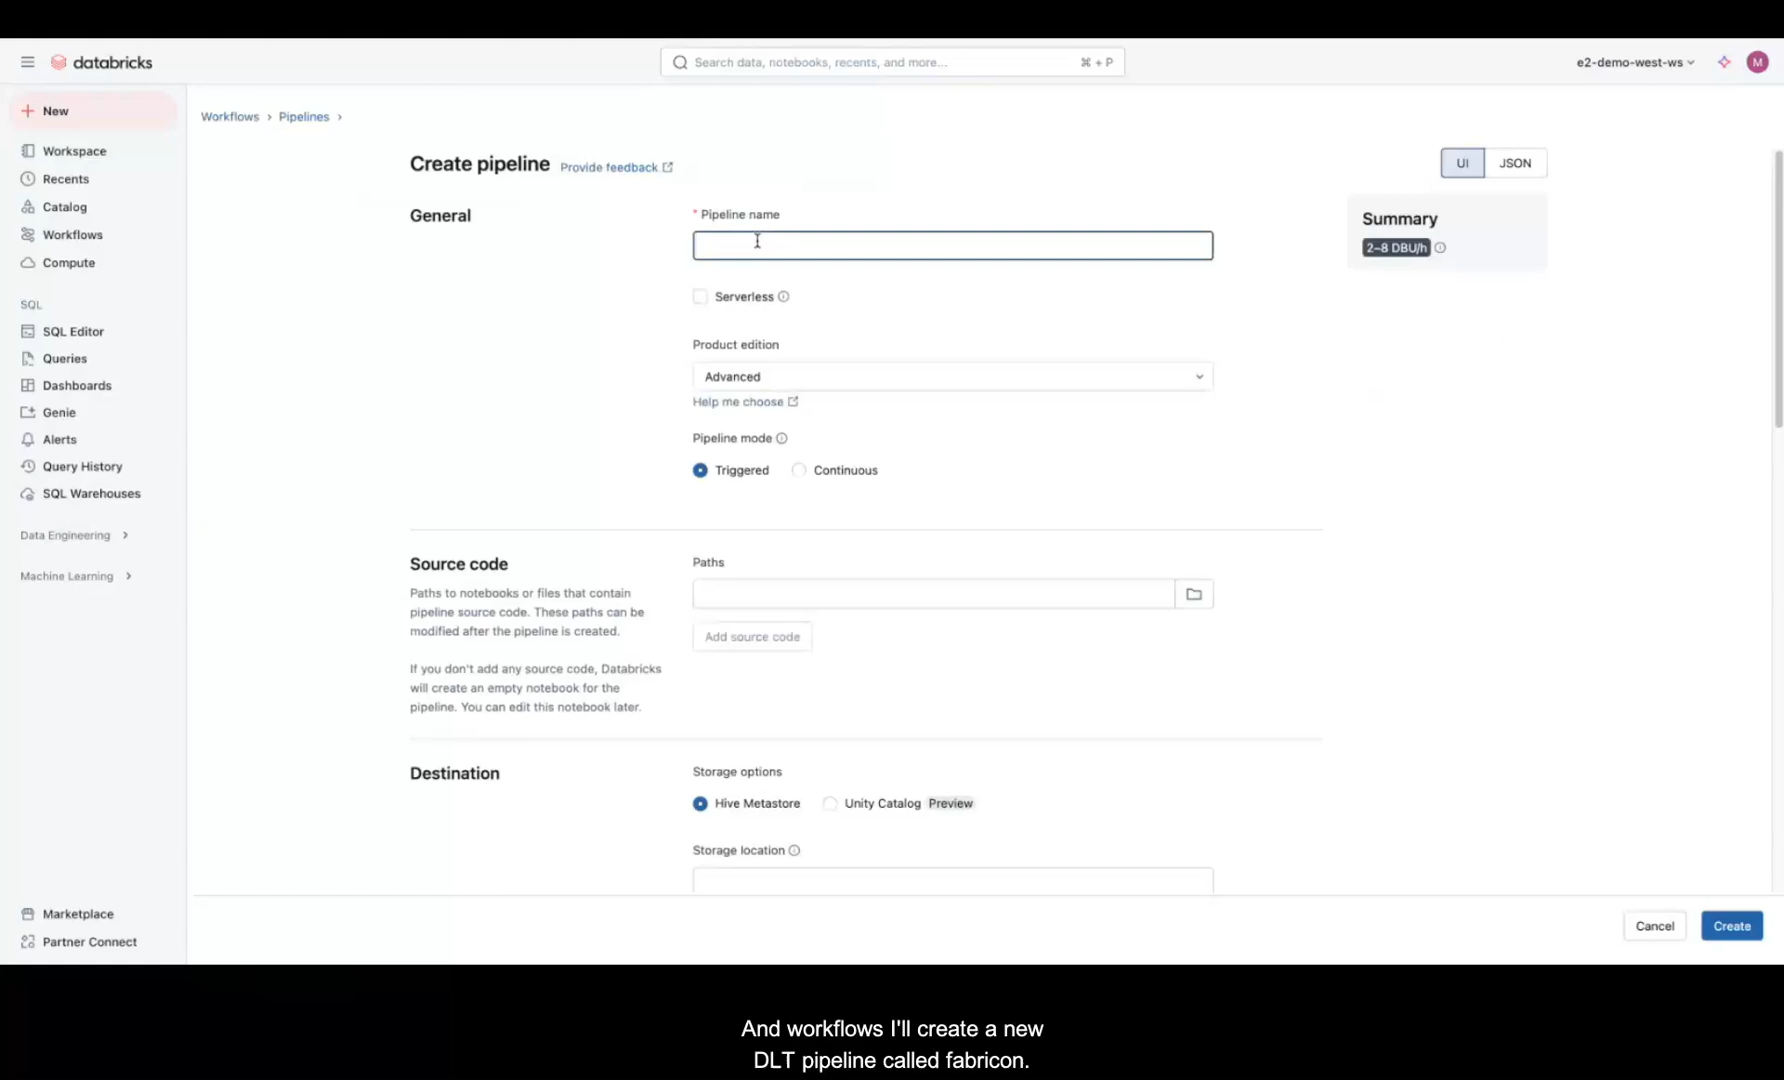 databricks
Search data, notebooks, recents, and more...
⌘ + P
e2-demo-west-ws
M
New
Workspace
Recents
Catalog
Workflows
Compute
SQL
SQL Editor
Queries
Dashboards
Genie
Alerts
Query History
SQL Warehouses
Data Engineering
Machine Learning
Marketplace
Partner Connect
Workflows › Pipelines ›
Create pipeline
Provide feedback
UI
JSON
General
* Pipeline name
Serverless
Product edition
Advanced
Help me choose
Pipeline mode
Triggered
Continuous
Summary
2–8 DBU/h
Source code
Paths to notebooks or files that contain
pipeline source code. These paths can be
modified after the pipeline is created.
If you don't add any source code, Databricks
will create an empty notebook for the
pipeline. You can edit this notebook later.
Paths
Add source code
Destination
Storage options
Hive Metastore
Unity Catalog Preview
Storage location
Cancel
Create
And workflows I'll create a new
DLT pipeline called fabricon.